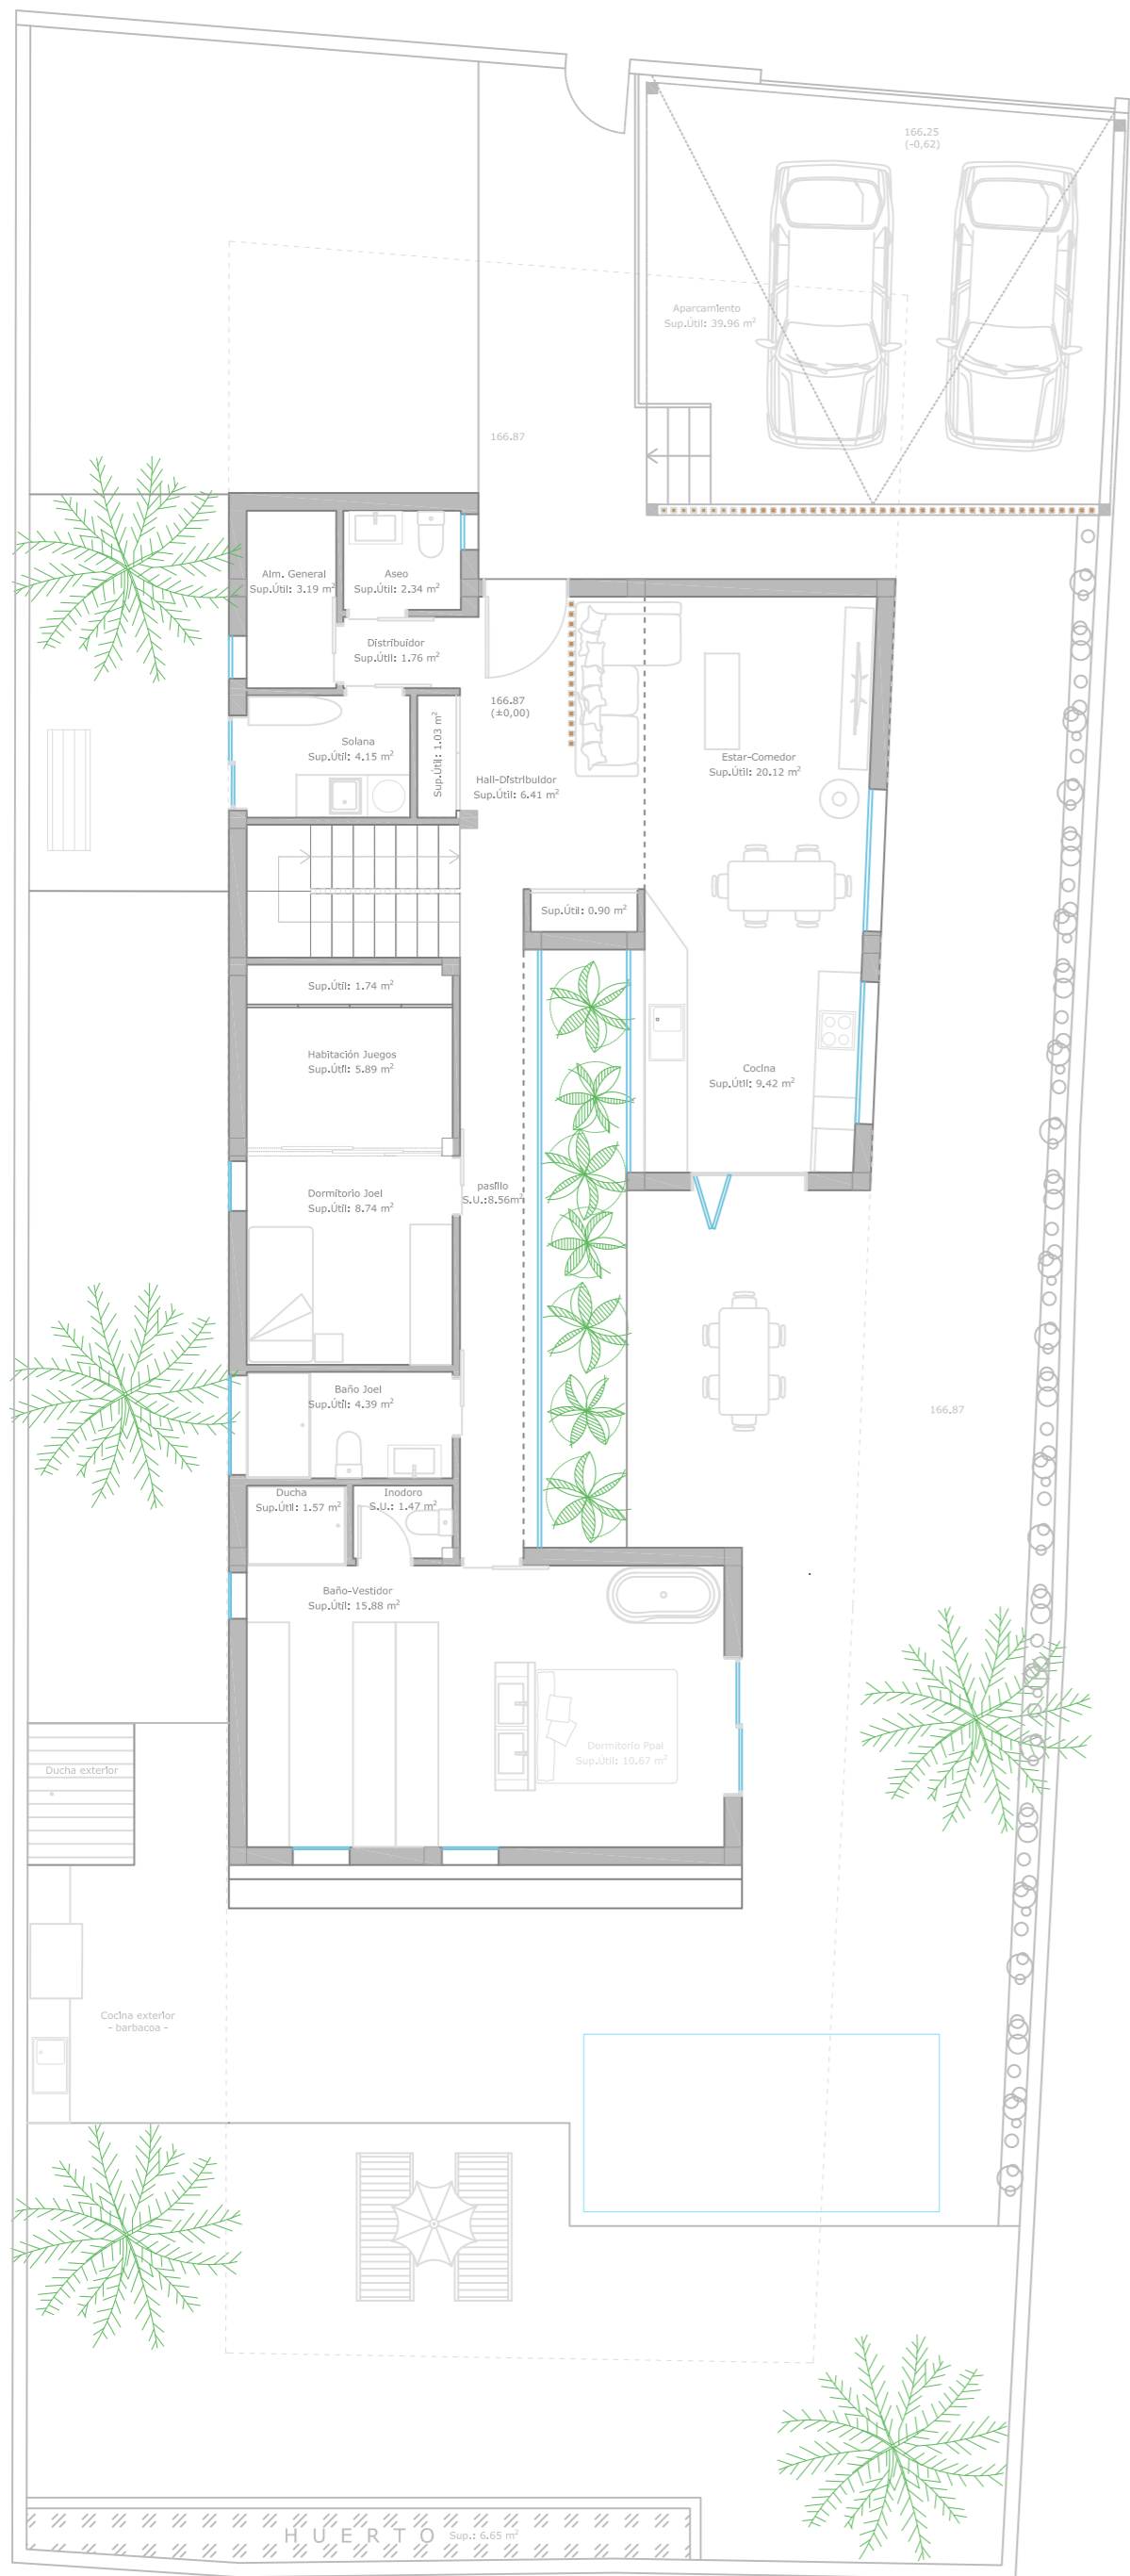 166.25
(-0,62)
Aparcamiento
Sup.Útil: 39.96 m²
166.87
Alm. General
Sup.Útil: 3.19 m²
Aseo
Sup.Útil: 2.34 m²
Distribuidor
Sup.Útil: 1.76 m²
166.87
(±0,00)
Solana
Sup.Útil: 4.15 m²
Sup.Útil: 1.03 m²
Hall-Distribuidor
Sup.Útil: 6.41 m²
Estar-Comedor
Sup.Útil: 20.12 m²
Sup.Útil: 0.90 m²
Sup.Útil: 1.74 m²
Habitación Juegos
Sup.Útil: 5.89 m²
Cocina
Sup.Útil: 9.42 m²
Dormitorio Joel
Sup.Útil: 8.74 m²
pasillo
S.U.:8.56m²
Baño Joel
Sup.Útil: 4.39 m²
166.87
Ducha
Sup.Útil: 1.57 m²
Inodoro
S.U.: 1.47 m²
Baño-Vestidor
Sup.Útil: 15.88 m²
Dormitorio Ppal
Sup.Útil: 10.67 m²
Ducha exterior
Cocina exterior
- barbacoa -
HUERTO Sup.: 6.65 m²